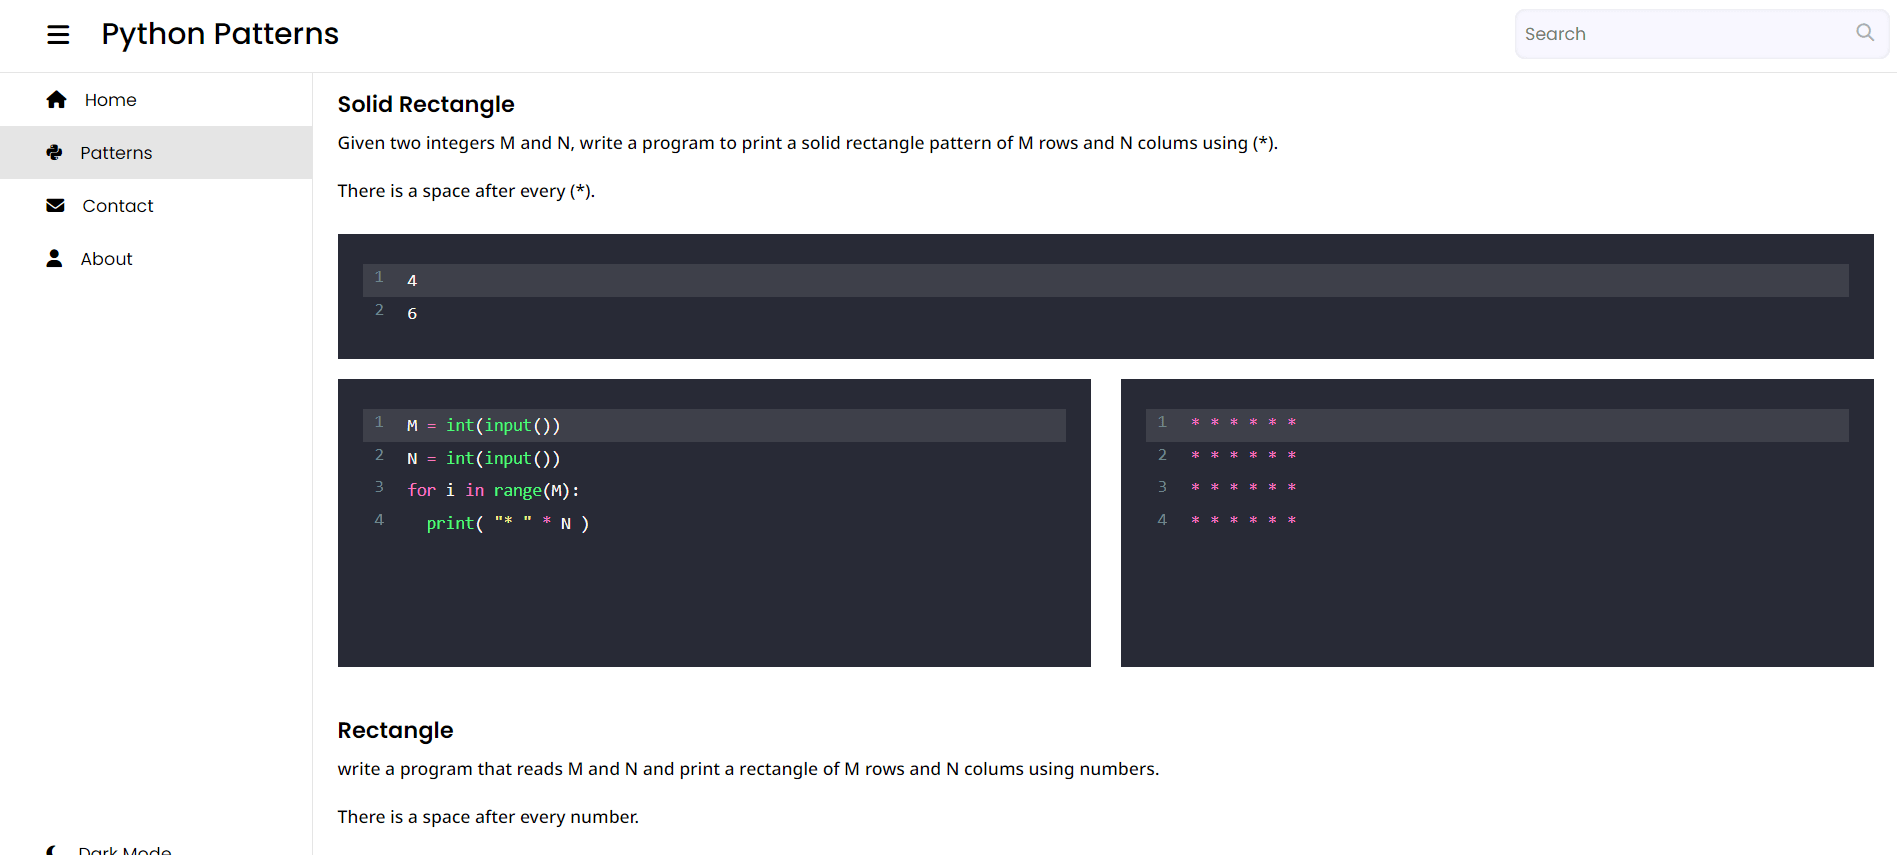 Python Patterns
Search
Home
Patterns
Contact
About
Dark Mode
Solid Rectangle
Given two integers M and N, write a program to print a solid rectangle pattern of M rows and N colums using (*).
There is a space after every (*).
1 4
2 6
1 M = int(input())
2 N = int(input())
3 for i in range(M):
4   print( "* " * N )
1 * * * * * *
2 * * * * * *
3 * * * * * *
4 * * * * * *
Rectangle
write a program that reads M and N and print a rectangle of M rows and N colums using numbers.
There is a space after every number.